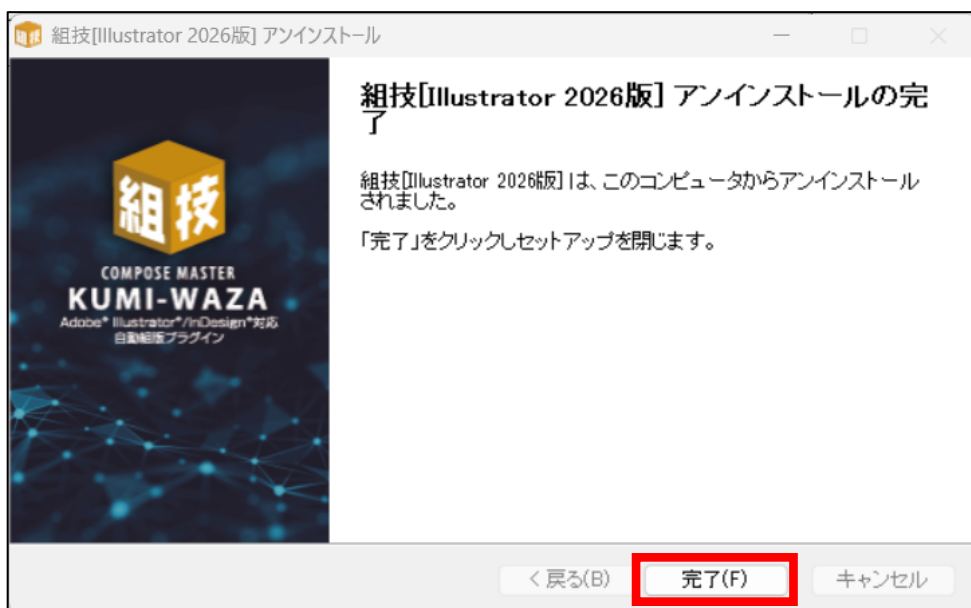 組技[Illustrator 2026版] アンインストール
組技[Illustrator 2026版] アンインストールの完
了
組技[Illustrator 2026版]は、このコンピュータからアンインストール
されました。
「完了」をクリックしセットアップを閉じます。
組技
COMPOSE MASTER
KUMI-WAZA
Adobe® Illustrator®/InDesign®対応
自動組版プラグイン
< 戻る(B)
完了(F)
キャンセル